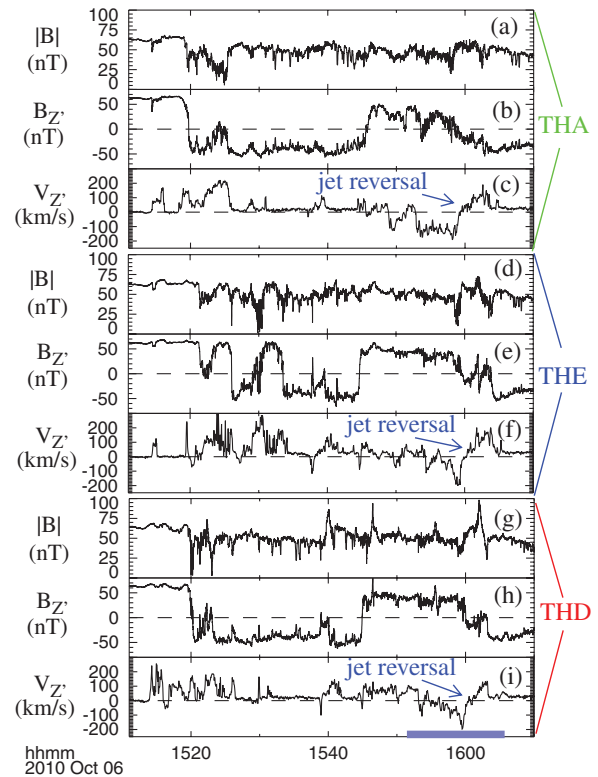 100
75
50
25
0
|B|
(nT)
(a)
50
0
-50
B_Z'
(nT)
(b)
200
100
0
-100
-200
V_Z'
(km/s)
(c)
jet reversal
THA
100
75
50
25
0
|B|
(nT)
(d)
50
0
-50
B_Z'
(nT)
(e)
200
100
0
-100
-200
V_Z'
(km/s)
(f)
jet reversal
THE
100
75
50
25
0
|B|
(nT)
(g)
50
0
-50
B_Z'
(nT)
(h)
200
100
0
-100
-200
V_Z'
(km/s)
(i)
jet reversal
THD
hhmm 1520 1540 1600
2010 Oct 06